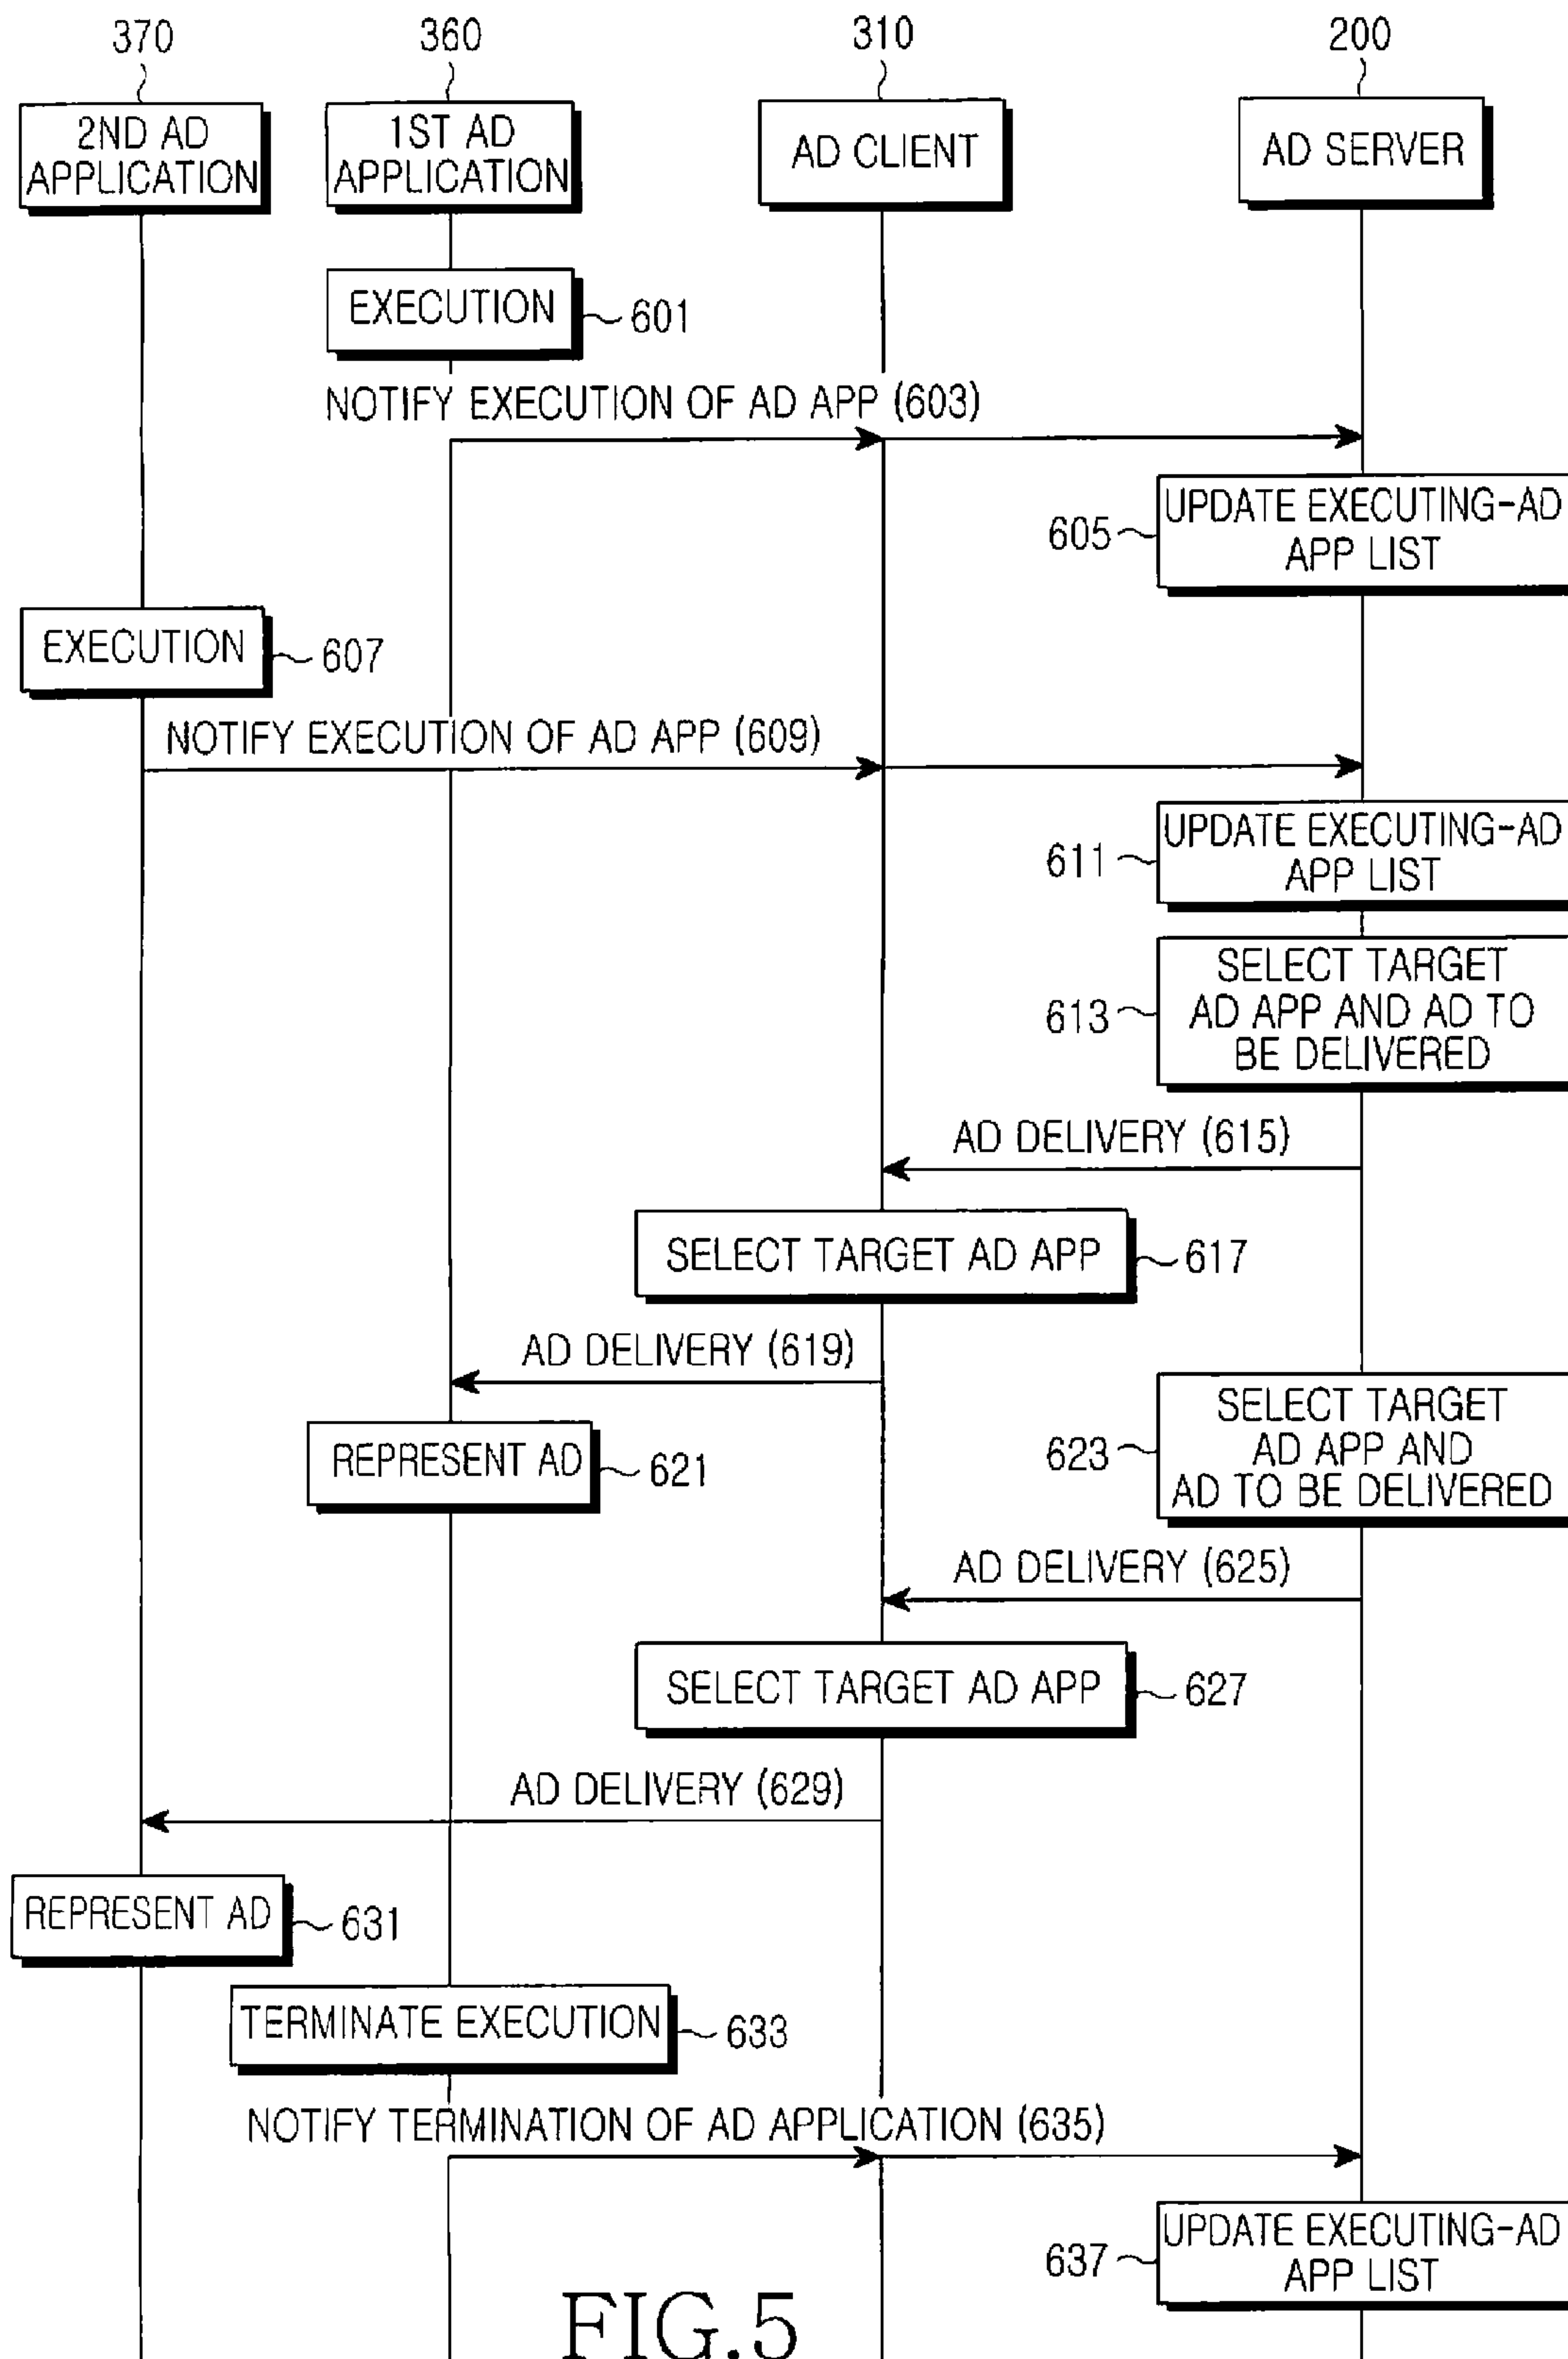 370
360
310
200
2ND AD
APPLICATION
1ST AD
APPLICATION
AD CLIENT
AD SERVER
EXECUTION
601
NOTIFY EXECUTION OF AD APP (603)
605
UPDATE EXECUTING-AD
APP LIST
EXECUTION
607
NOTIFY EXECUTION OF AD APP (609)
611
UPDATE EXECUTING-AD
APP LIST
613
SELECT TARGET
AD APP AND AD TO
BE DELIVERED
AD DELIVERY (615)
SELECT TARGET AD APP
617
AD DELIVERY (619)
REPRESENT AD
621
623
SELECT TARGET
AD APP AND
AD TO BE DELIVERED
AD DELIVERY (625)
SELECT TARGET AD APP
627
AD DELIVERY (629)
REPRESENT AD
631
TERMINATE EXECUTION
633
NOTIFY TERMINATION OF AD APPLICATION (635)
637
UPDATE EXECUTING-AD
APP LIST
FIG.5